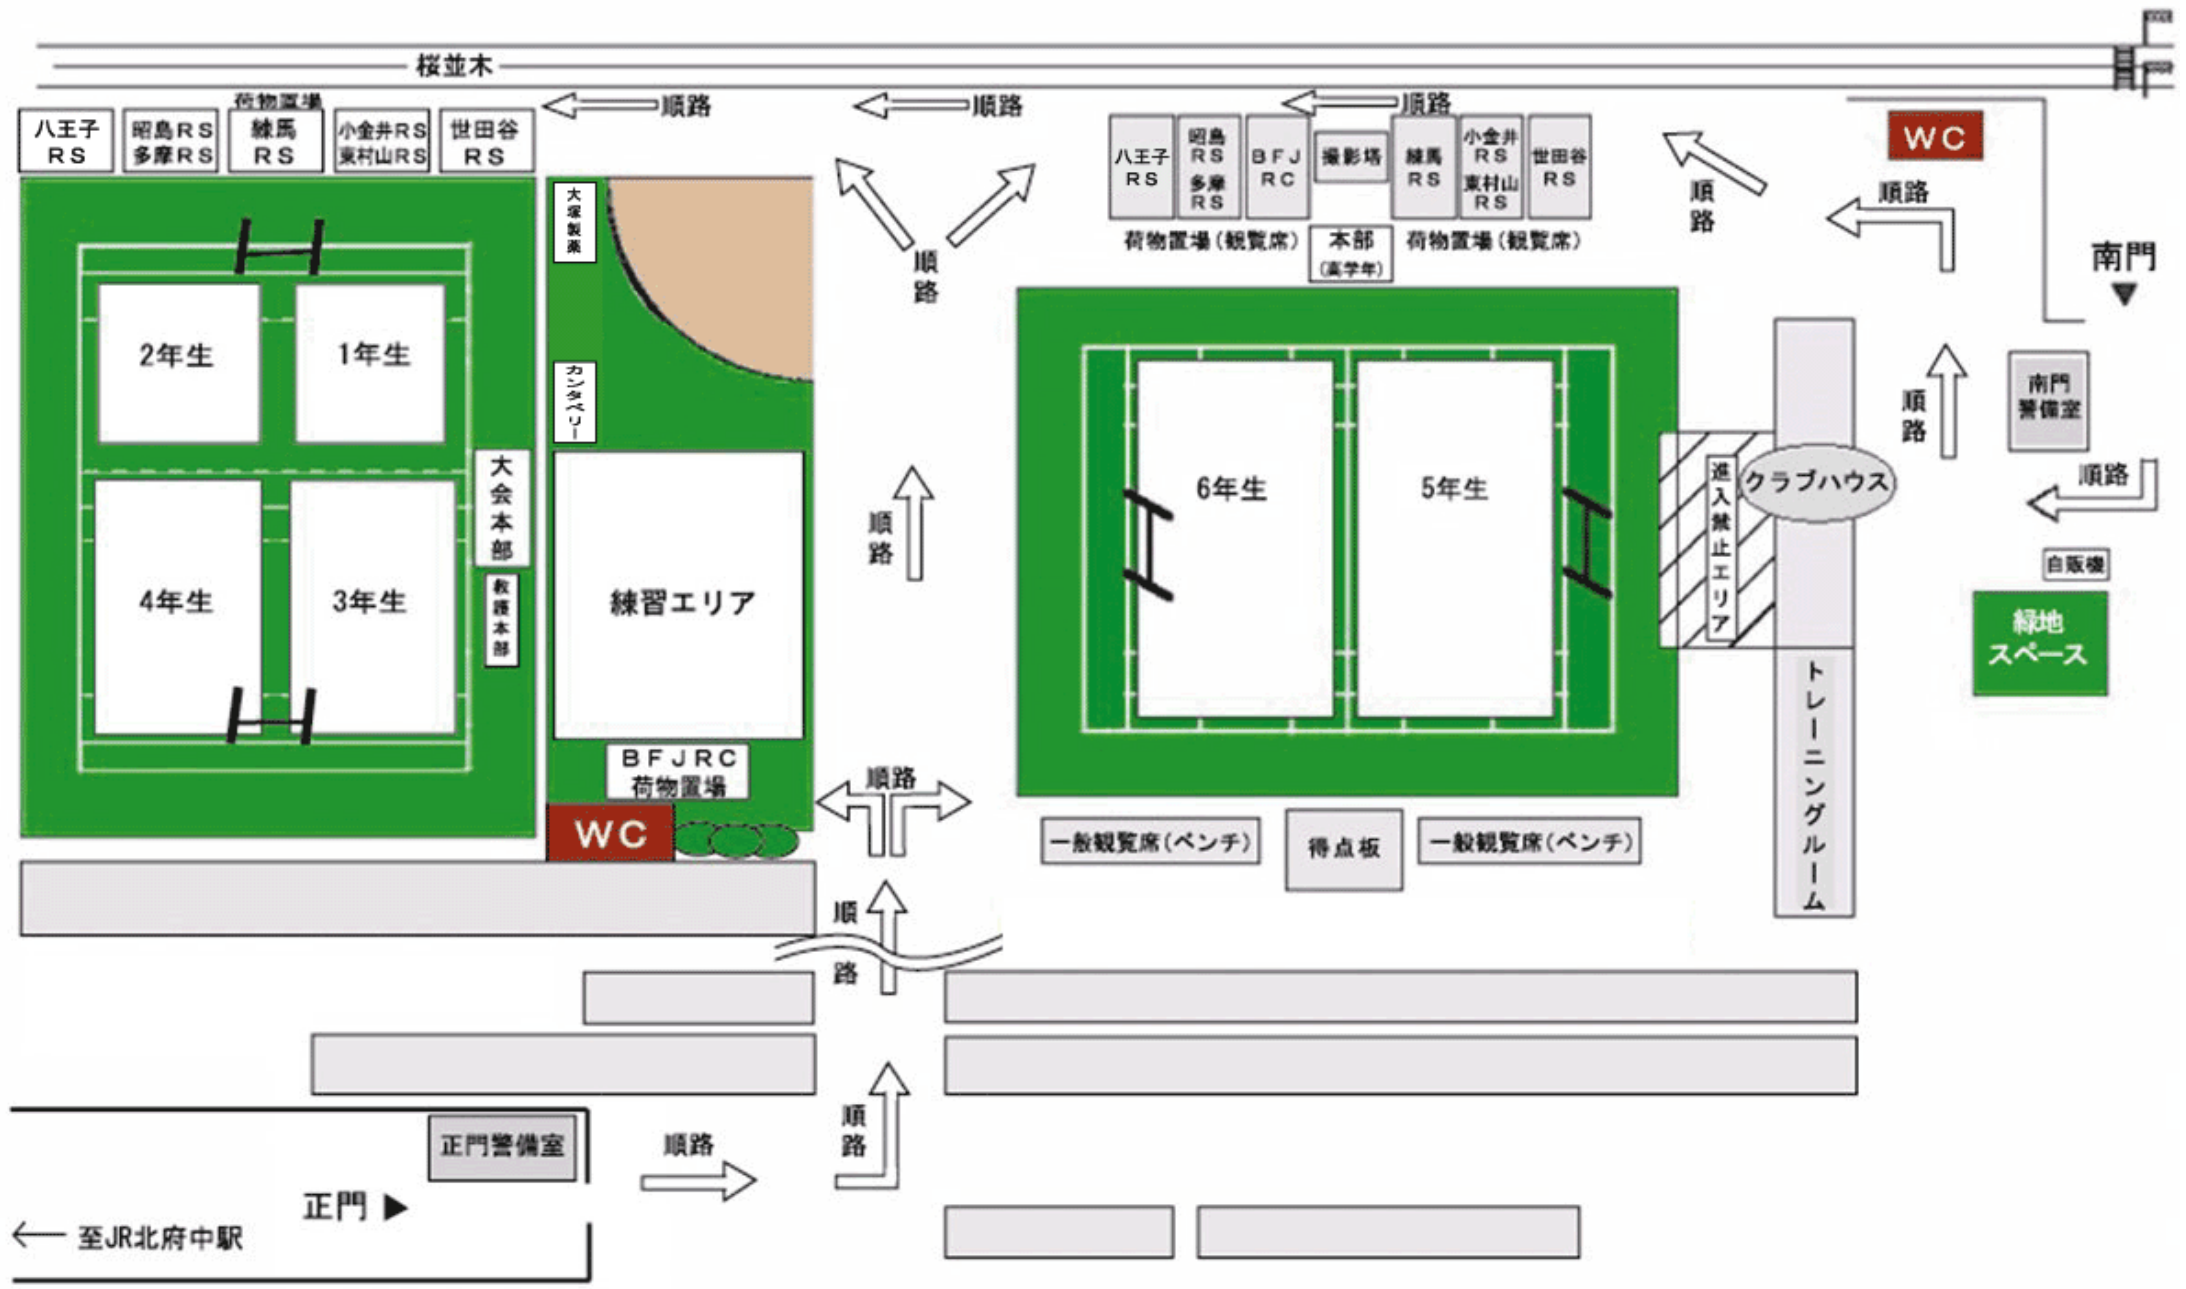 桜並木
荷物置場
順路
順路
順路
八王子
RS
昭島RS
多摩RS
練馬
RS
小金井RS
東村山RS
世田谷
RS
八王子
RS
昭島
RS
多摩
RS
BFJ
RC
撮影塔
練馬
RS
小金井
RS
東村山
RS
世田谷
RS
WC
順路
順路
荷物置場(観覧席)
本部
(高学年)
荷物置場(観覧席)
南門
▼
大塚製薬
順路
2年生
1年生
カンタベリー
順路
南門
警備室
大会本部
6年生
5年生
進入禁止エリア
クラブハウス
順路
順路
自販機
4年生
3年生
救護本部
練習エリア
緑地
スペース
トレーニングルーム
BFJRC
荷物置場
順路
WC
一般観覧席(ベンチ)
得点板
一般観覧席(ベンチ)
順路
順路
正門警備室
順路
正門 ▶
← 至JR北府中駅